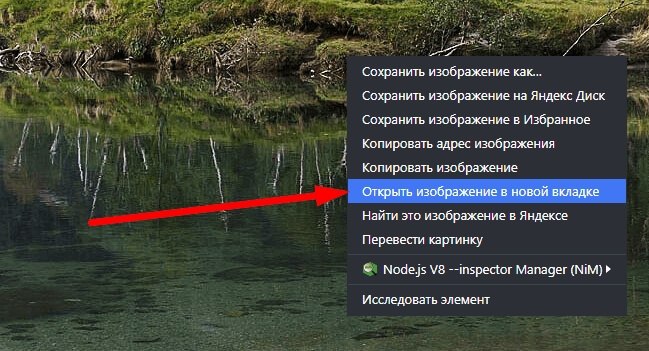 Сохранить изображение как...
Сохранить изображение на Яндекс Диск
Сохранить изображение в Избранное
Копировать адрес изображения
Копировать изображение
Открыть изображение в новой вкладке
Найти это изображение в Яндексе
Перевести картинку
Node.js V8 --inspector Manager (NiM)
Исследовать элемент